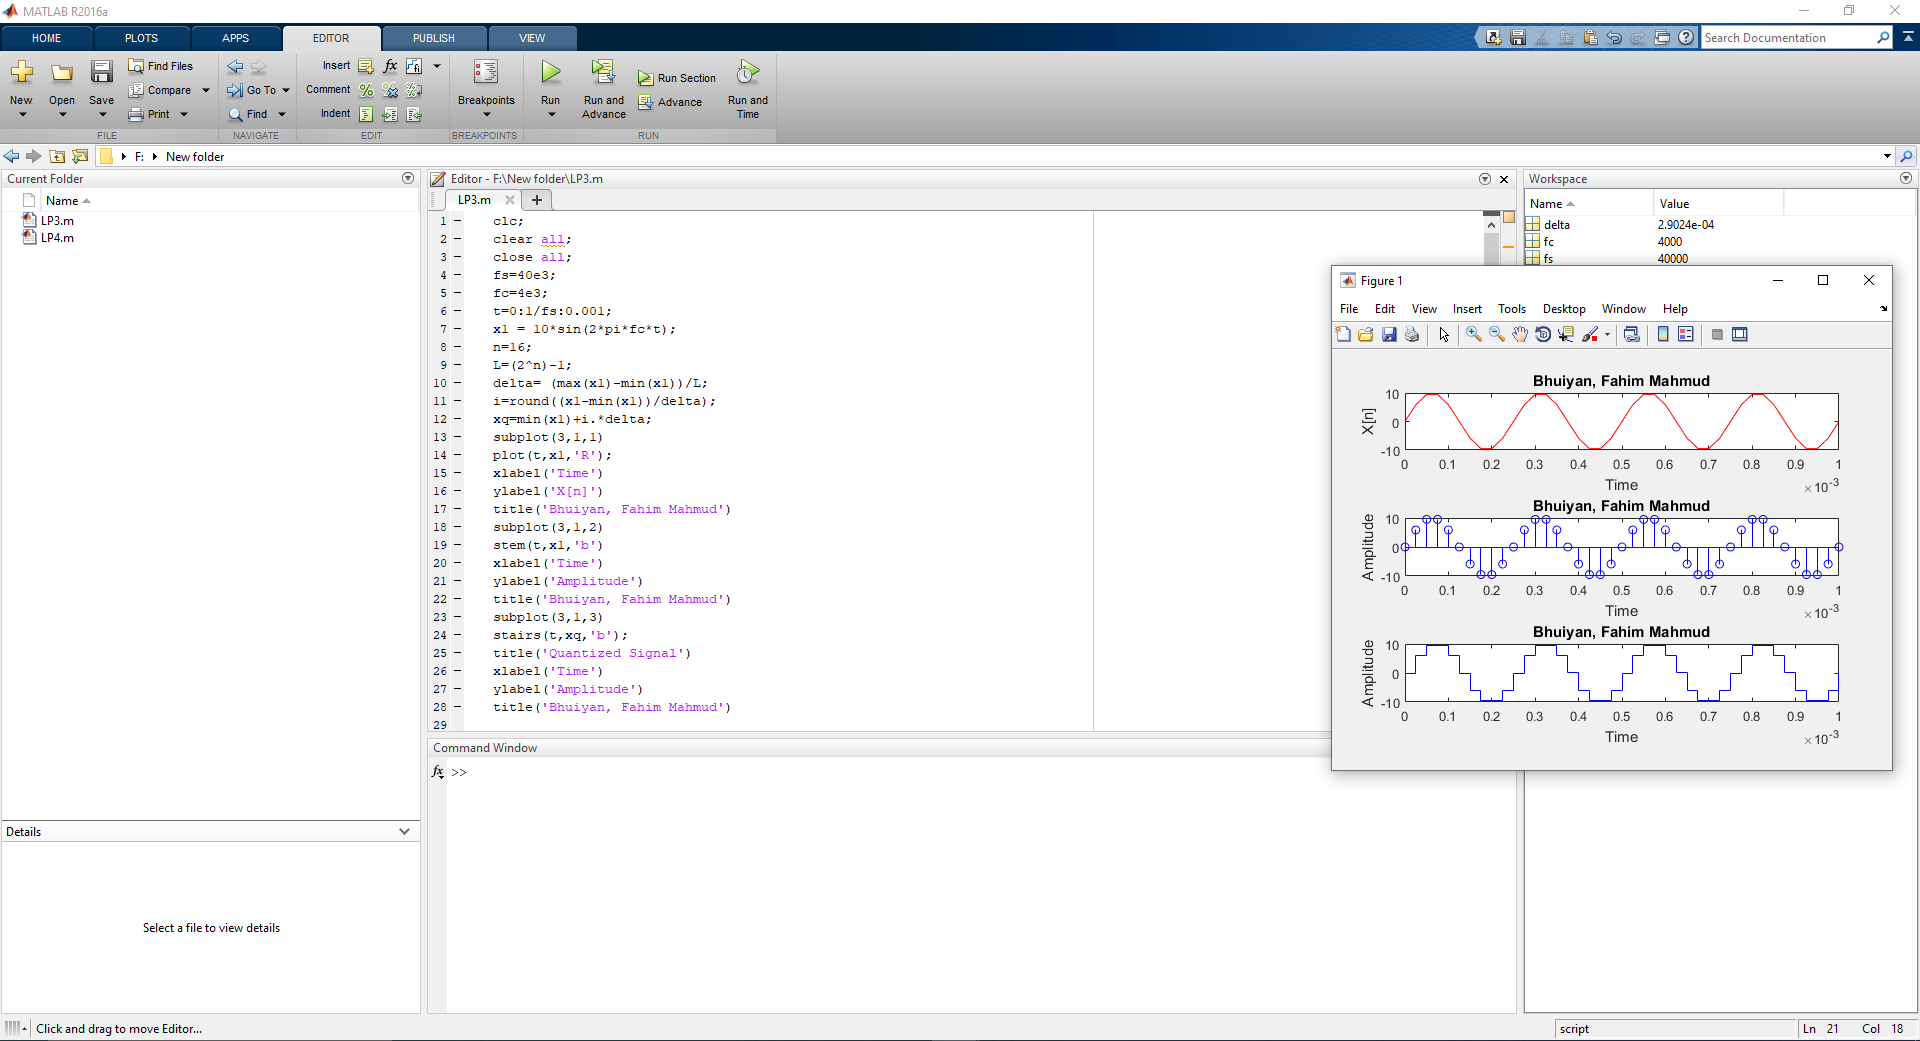 MATLAB R2016a
HOME PLOTS APPS EDITOR PUBLISH VIEW
Search Documentation
New Open Save Find Files Compare Print
FILE
Go To Find
NAVIGATE
Insert fx fi
Comment % %
Indent
EDIT
Breakpoints
BREAKPOINTS
Run Run and Advance Run Section Advance Run and Time
RUN
F: New folder
Current Folder
Name
LP3.m
LP4.m
Details
Select a file to view details
Editor - F:\New folder\LP3.m
LP3.m +
1 – clc;
2 – clear all;
3 – close all;
4 – fs=40e3;
5 – fc=4e3;
6 – t=0:1/fs:0.001;
7 – x1 = 10*sin(2*pi*fc*t);
8 – n=16;
9 – L=(2^n)-1;
10 – delta= (max(x1)-min(x1))/L;
11 – i=round((x1-min(x1))/delta);
12 – xq=min(x1)+i.*delta;
13 – subplot(3,1,1)
14 – plot(t,x1,'R');
15 – xlabel('Time')
16 – ylabel('X[n]')
17 – title('Bhuiyan, Fahim Mahmud')
18 – subplot(3,1,2)
19 – stem(t,x1,'b')
20 – xlabel('Time')
21 – ylabel('Amplitude')
22 – title('Bhuiyan, Fahim Mahmud')
23 – subplot(3,1,3)
24 – stairs(t,xq,'b');
25 – title('Quantized Signal')
26 – xlabel('Time')
27 – ylabel('Amplitude')
28 – title('Bhuiyan, Fahim Mahmud')
29
Command Window
fx >>
Workspace
Name Value
delta 2.9024e-04
fc 4000
fs 40000
Figure 1
File Edit View Insert Tools Desktop Window Help
Bhuiyan, Fahim Mahmud
X[n]
10
0
-10
0 0.1 0.2 0.3 0.4 0.5 0.6 0.7 0.8 0.9 1
Time
×10-3
Bhuiyan, Fahim Mahmud
Amplitude
10
0
-10
0 0.1 0.2 0.3 0.4 0.5 0.6 0.7 0.8 0.9 1
Time
×10-3
Bhuiyan, Fahim Mahmud
Amplitude
10
0
-10
0 0.1 0.2 0.3 0.4 0.5 0.6 0.7 0.8 0.9 1
Time
×10-3
Click and drag to move Editor...
script
Ln 21 Col 18